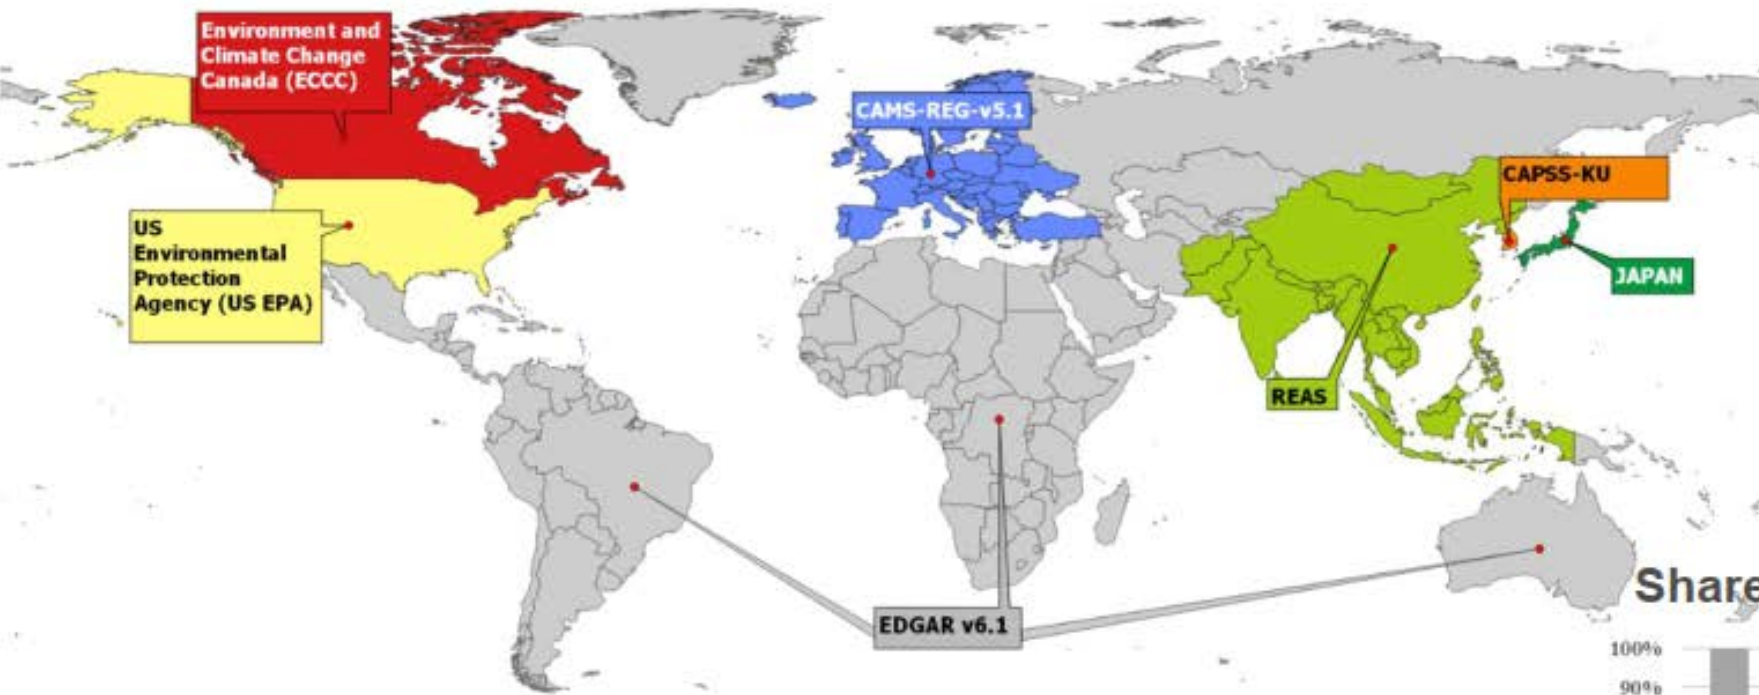 Environment and
Climate Change
Canada (ECCC)
CAMS-REG-v5.1
CAPSS-KU
US
Environmental
Protection
Agency (US EPA)
JAPAN
REAS
EDGAR v6.1
Share
100%
90%